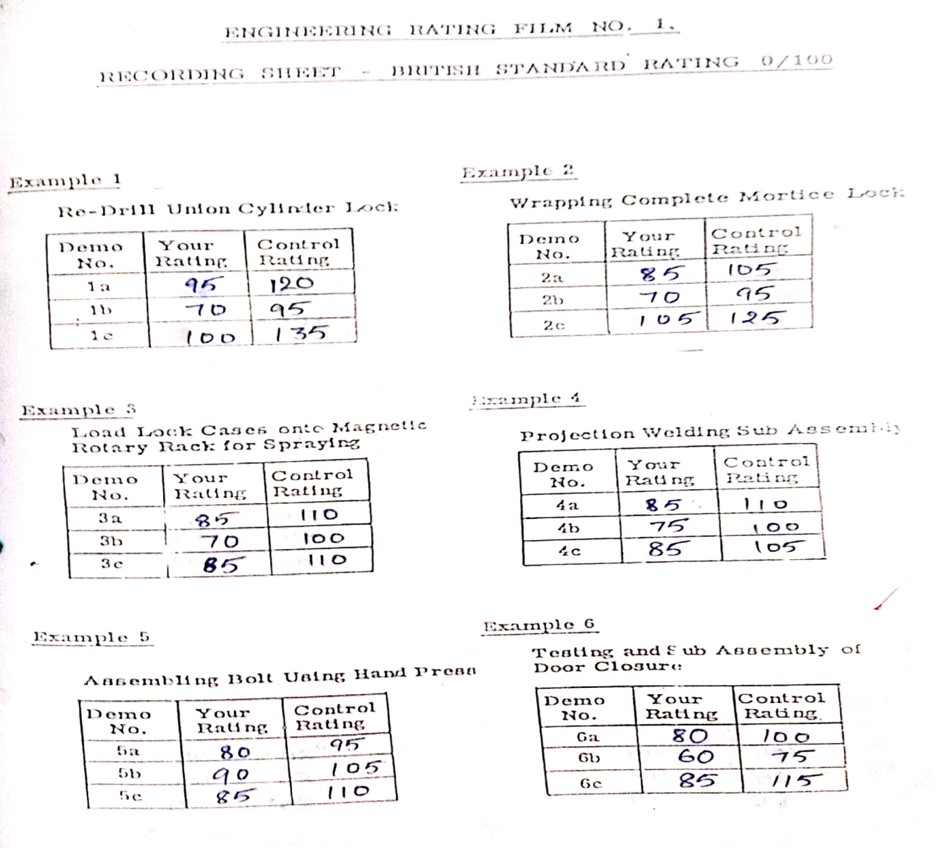 ENGINEERING RATING FILM NO. 1.
RECORDING SHEET - BRITISH STANDARD RATING 0/100
Example 1
Re-Drill Union Cylinder Lock
Demo No. Your Rating Control Rating
1a 95 120
1b 70 95
1c 100 135
Example 2
Wrapping Complete Mortice Lock
Demo No. Your Rating Control Rating
2a 85 105
2b 70 95
2c 105 125
Example 3
Load Lock Cases onto Magnetic
Rotary Rack for Spraying
Demo No. Your Rating Control Rating
3a 85 110
3b 70 100
3c 85 110
Example 4
Projection Welding Sub Assembly
Demo No. Your Rating Control Rating
4a 85 110
4b 75 100
4c 85 105
Example 5
Assembling Bolt Using Hand Press
Demo No. Your Rating Control Rating
5a 80 95
5b 90 105
5c 85 110
Example 6
Testing and Sub Assembly of
Door Closure
Demo No. Your Rating Control Rating.
6a 80 100
6b 60 75
6c 85 115